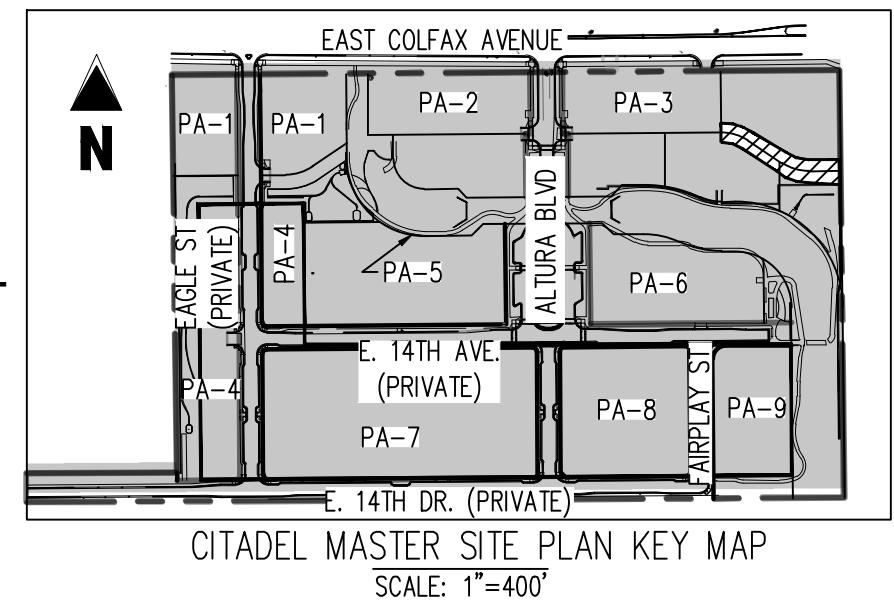 EAST COLFAX AVENUE
N
PA-1
PA-1
PA-2
PA-3
EAGLE ST
(PRIVATE)
PA-4
PA-5
ALTURA BLVD
PA-6
E. 14TH AVE.
(PRIVATE)
PA-4
PA-7
PA-8
FAIRPLAY ST
PA-9
E. 14TH DR. (PRIVATE)
CITADEL MASTER SITE PLAN KEY MAP
SCALE: 1"=400'